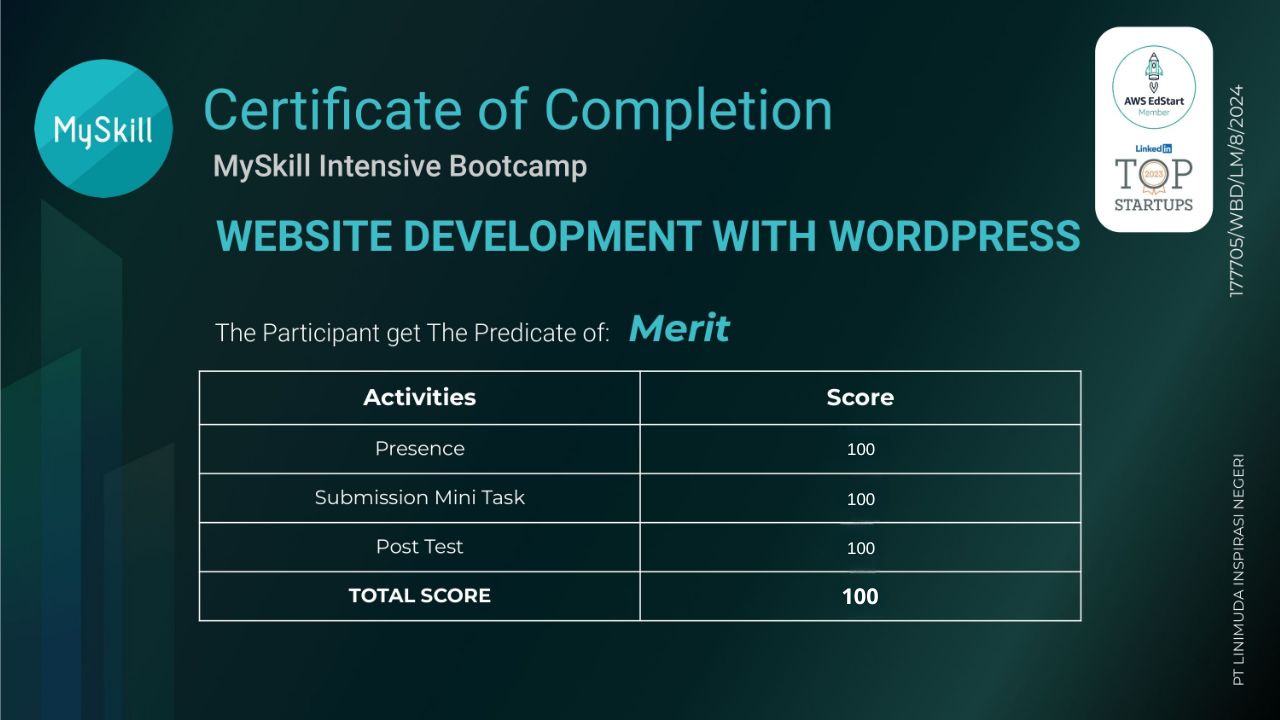 MySkill
Certificate of Completion
MySkill Intensive Bootcamp
WEBSITE DEVELOPMENT WITH WORDPRESS
AWS EdStart
Member
Linkedin
TOP
2023
STARTUPS
177705/WBD/LM/8/2024
The Participant get The Predicate of: Merit
Activities Score
Presence 100
Submission Mini Task 100
Post Test 100
TOTAL SCORE 100
PT LINIMUDA INSPIRASI NEGERI